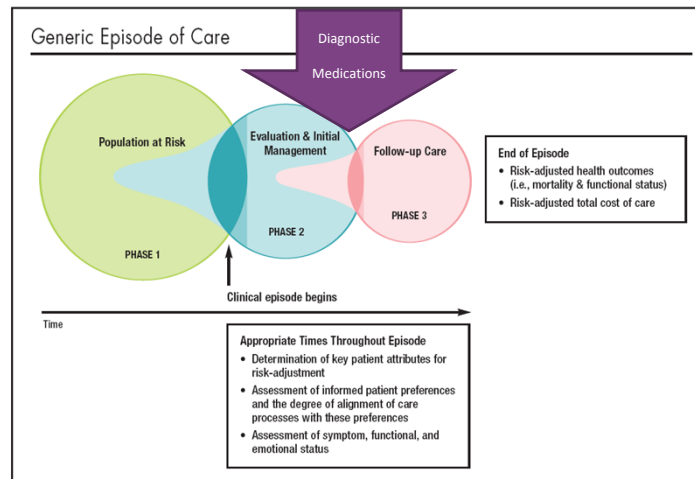 Generic Episode of Care
Diagnostic
Medications
Population at Risk
PHASE 1
Evaluation & Initial
Management
PHASE 2
Follow-up Care
PHASE 3
End of Episode
• Risk-adjusted health outcomes
(i.e., mortality & functional status)
• Risk-adjusted total cost of care
Clinical episode begins
Time
Appropriate Times Throughout Episode
• Determination of key patient attributes for
risk-adjustment
• Assessment of informed patient preferences
and the degree of alignment of care
processes with these preferences
• Assessment of symptom, functional, and
emotional status